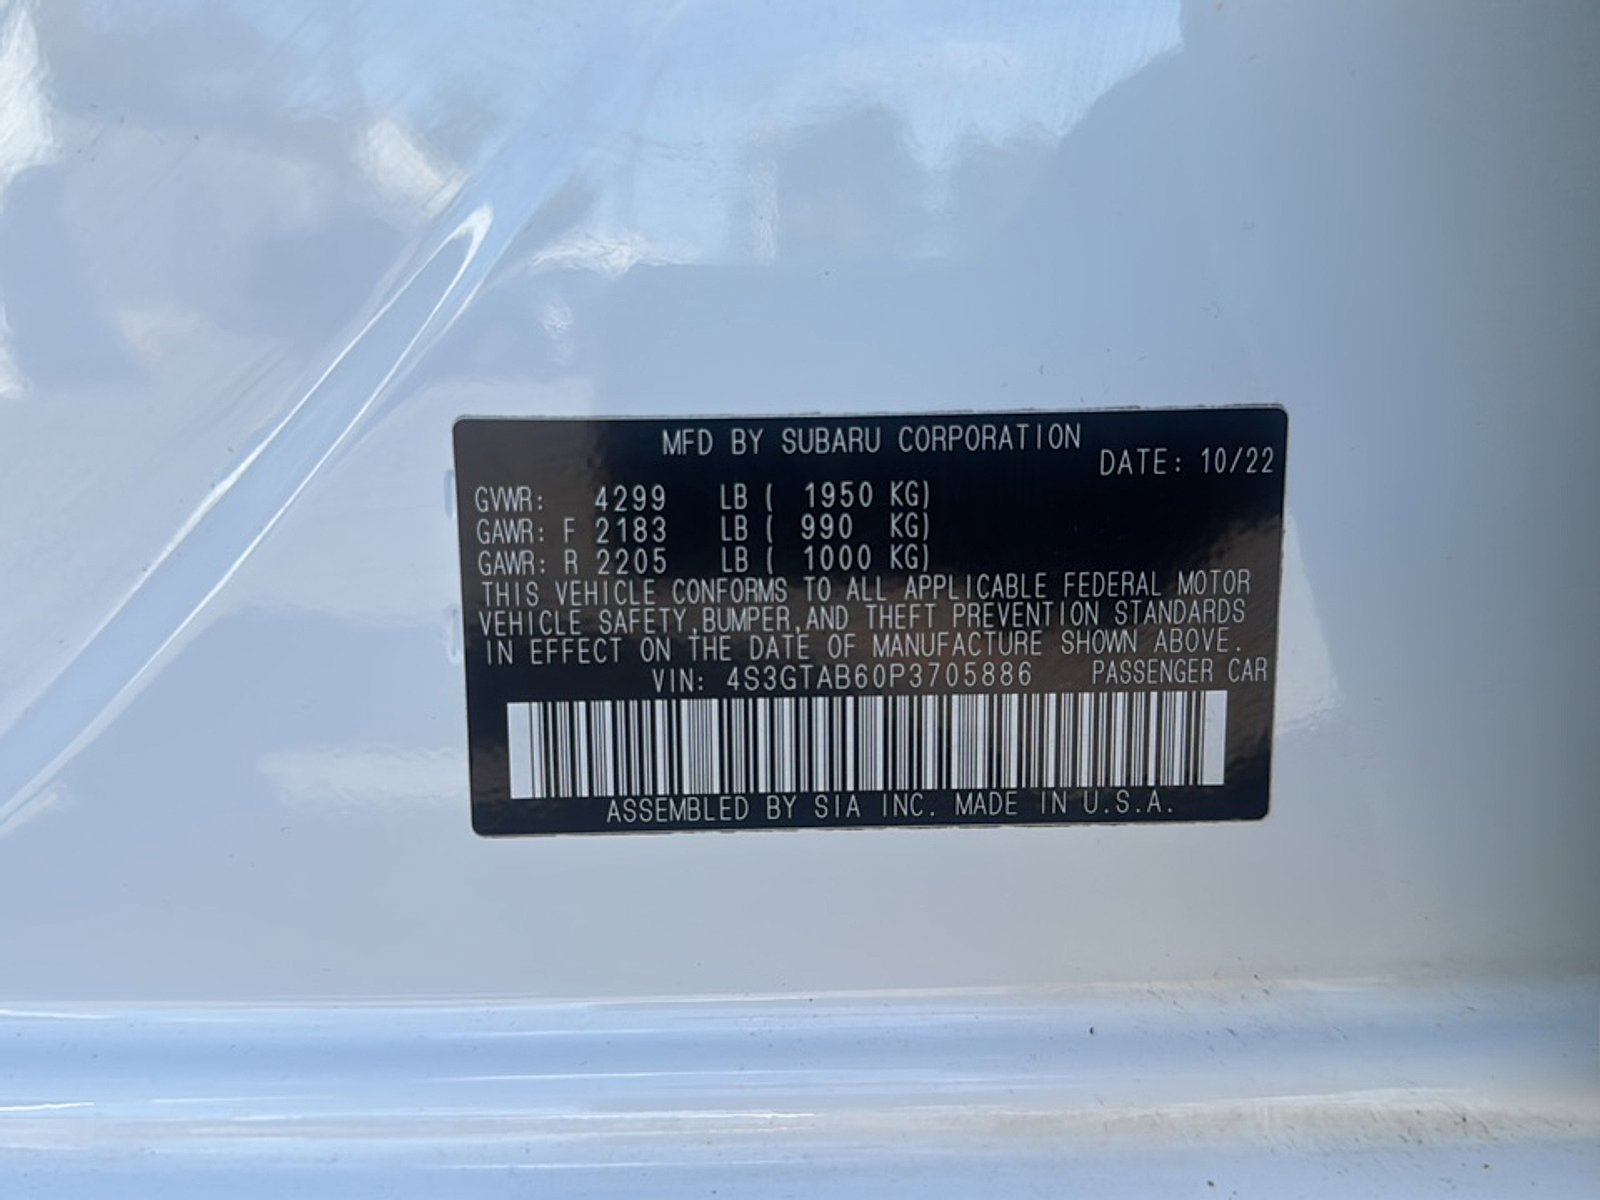 MFD BY SUBARU CORPORATION
DATE: 10/22
GVWR: 4299 LB ( 1950 KG)
GAWR: F 2183 LB ( 990 KG)
GAWR: R 2205 LB ( 1000 KG)
THIS VEHICLE CONFORMS TO ALL APPLICABLE FEDERAL MOTOR
VEHICLE SAFETY,BUMPER,AND THEFT PREVENTION STANDARDS
IN EFFECT ON THE DATE OF MANUFACTURE SHOWN ABOVE.
VIN: 4S3GTAB60P3705886 PASSENGER CAR
ASSEMBLED BY SIA INC. MADE IN U.S.A.